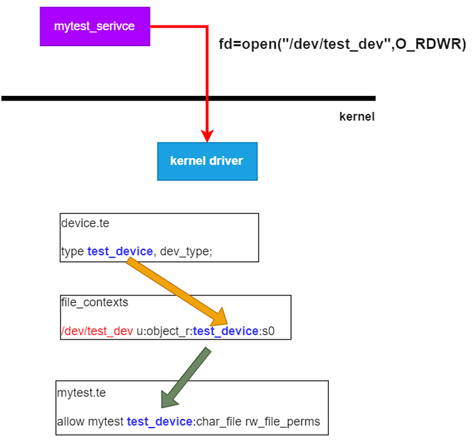 mytest_serivce
fd=open("/dev/test_dev",O_RDWR)
kernel
kernel driver
device.te
type test_device, dev_type;
file_contexts
/dev/test_dev u:object_r:test_device:s0
mytest.te
allow mytest test_device:char_file rw_file_perms